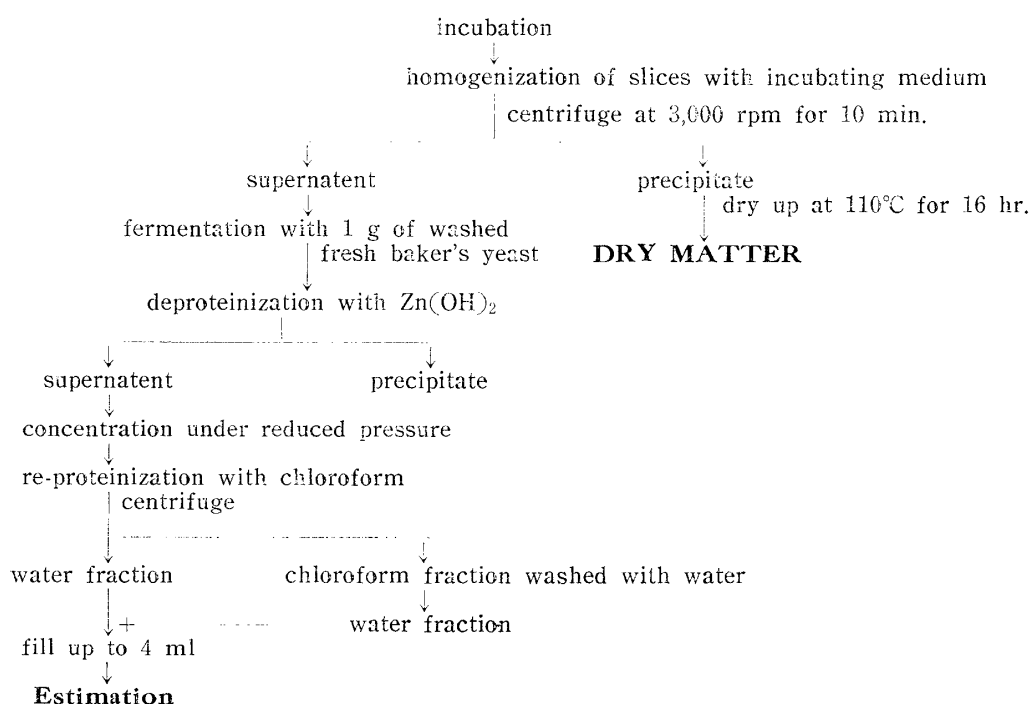 incubation
homogenization of slices with incubating medium
centrifuge at 3,000 rpm for 10 min.
supernatent
precipitate
dry up at 110℃ for 16 hr.
fermentation with 1 g of washed
fresh baker's yeast
DRY MATTER
deproteinization with Zn(OH)₂
supernatent
precipitate
concentration under reduced pressure
re-proteinization with chloroform
centrifuge
water fraction
chloroform fraction washed with water
+
water fraction
fill up to 4 ml
Estimation